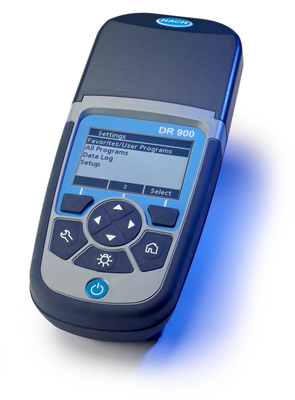 HACH
DR 900
Settings
Favorites/User Programs
All Programs
Data Log
Setup
Select